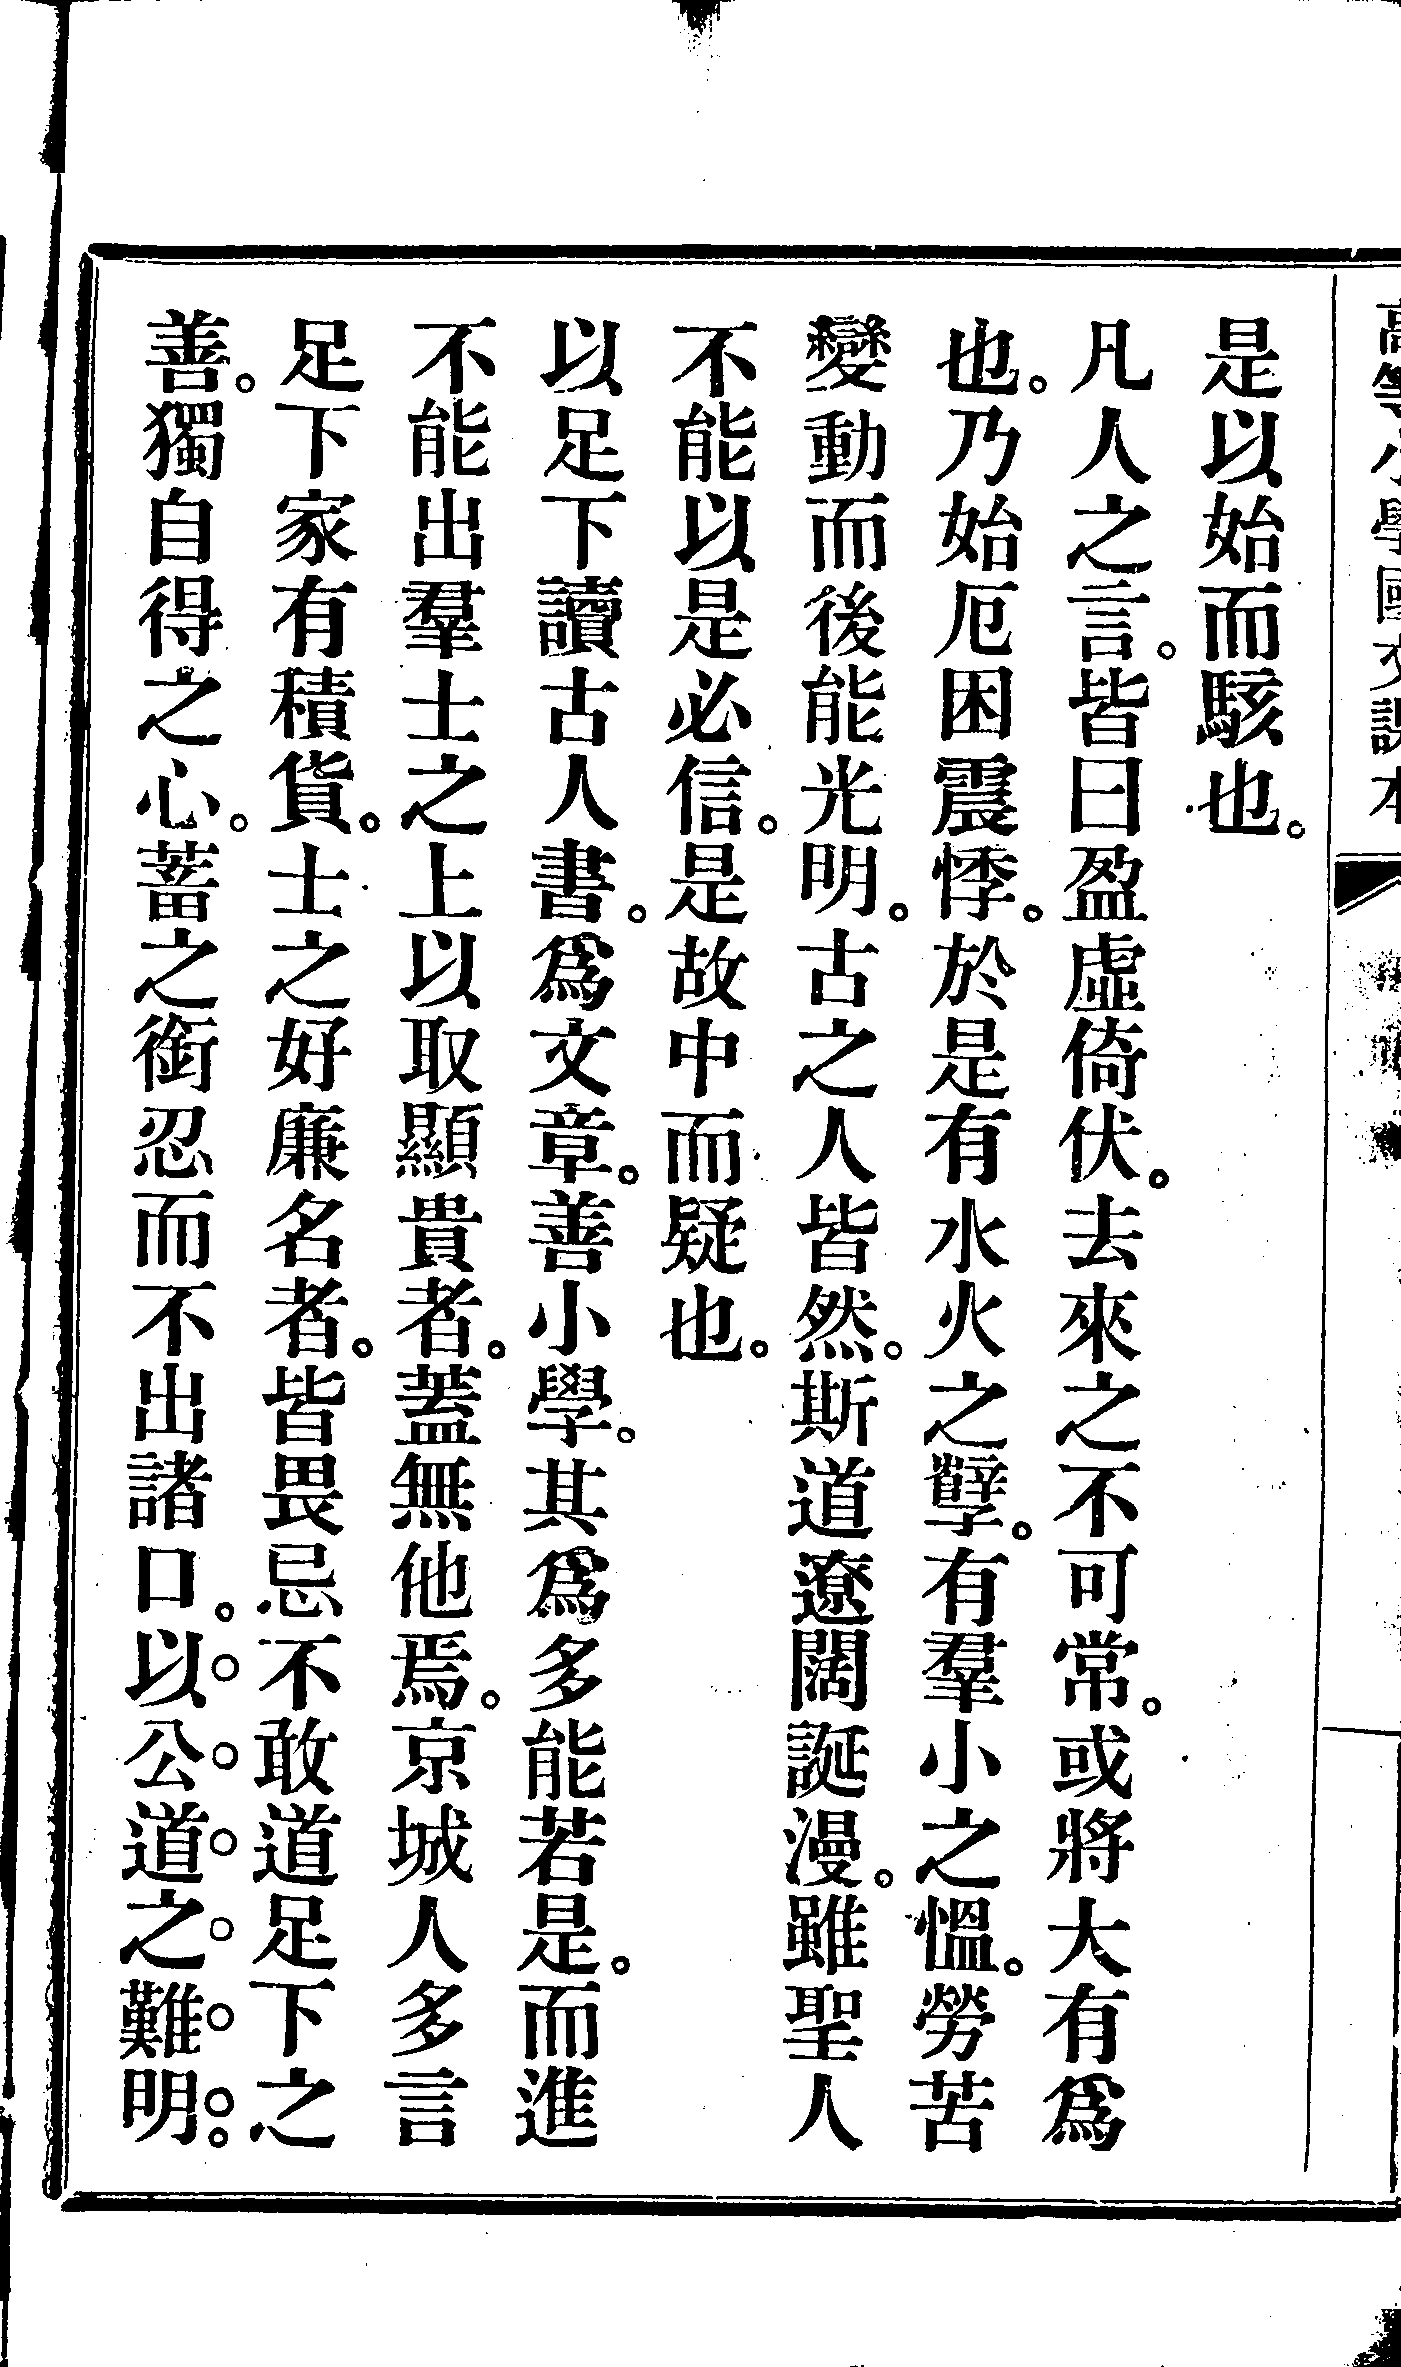 高等小學國文課本
是以始而駭也。
凡人之言。皆曰盈虛倚伏。去來之不可常。或將大有爲
也。乃始厄困震悸。於是有水火之孽。有羣小之慍。勞苦
變動而後能光明。古之人皆然。斯道遼闊誕漫。雖聖人
不能以是必信。是故中而疑也。
以足下讀古人書。爲文章。善小學。其爲多能若是。而進
不能出羣士之上以取顯貴者。蓋無他焉。京城人多言
足下家有積貨。士之好廉名者。皆畏忌不敢道足下之
善。獨自得之心。蓄之銜忍而不出諸口。以公道之難明。